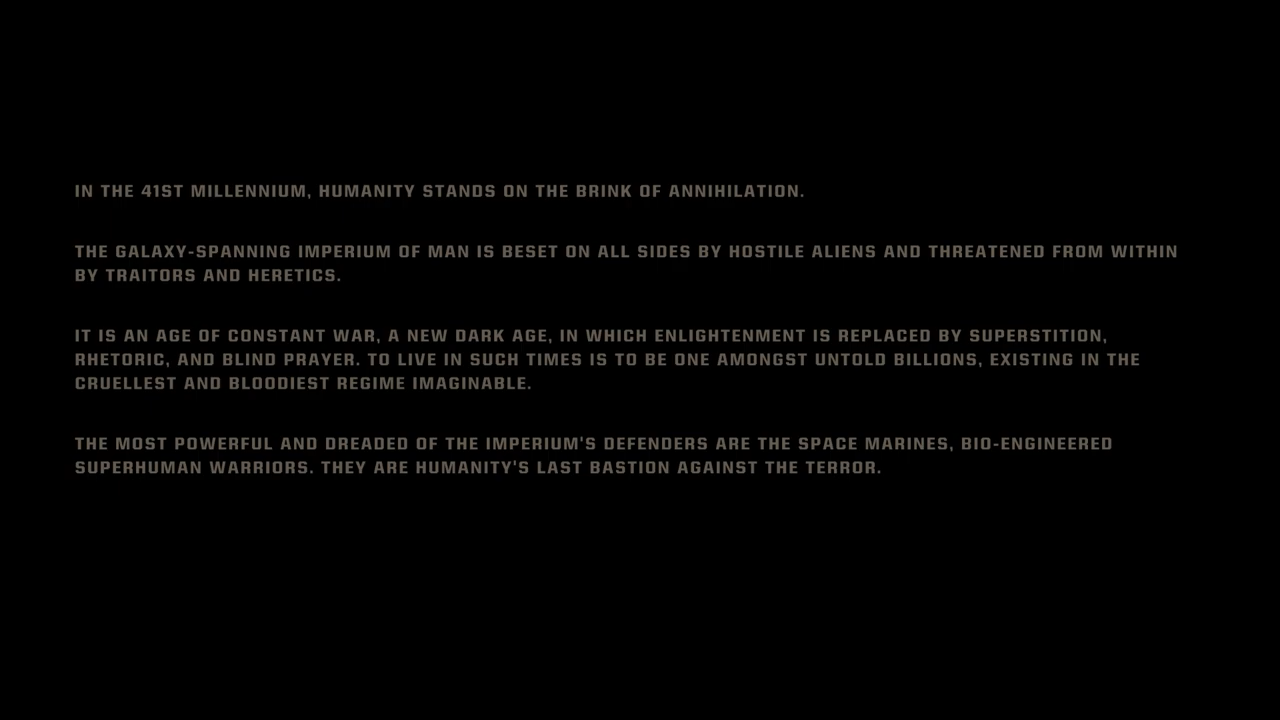 IN THE 41ST MILLENNIUM, HUMANITY STANDS ON THE BRINK OF ANNIHILATION.
THE GALAXY-SPANNING IMPERIUM OF MAN IS BESET ON ALL SIDES BY HOSTILE ALIENS AND THREATENED FROM WITHIN
BY TRAITORS AND HERETICS.
IT IS AN AGE OF CONSTANT WAR, A NEW DARK AGE, IN WHICH ENLIGHTENMENT IS REPLACED BY SUPERSTITION,
RHETORIC, AND BLIND PRAYER. TO LIVE IN SUCH TIMES IS TO BE ONE AMONGST UNTOLD BILLIONS, EXISTING IN THE
CRUELLEST AND BLOODIEST REGIME IMAGINABLE.
THE MOST POWERFUL AND DREADED OF THE IMPERIUM'S DEFENDERS ARE THE SPACE MARINES, BIO-ENGINEERED
SUPERHUMAN WARRIORS. THEY ARE HUMANITY'S LAST BASTION AGAINST THE TERROR.